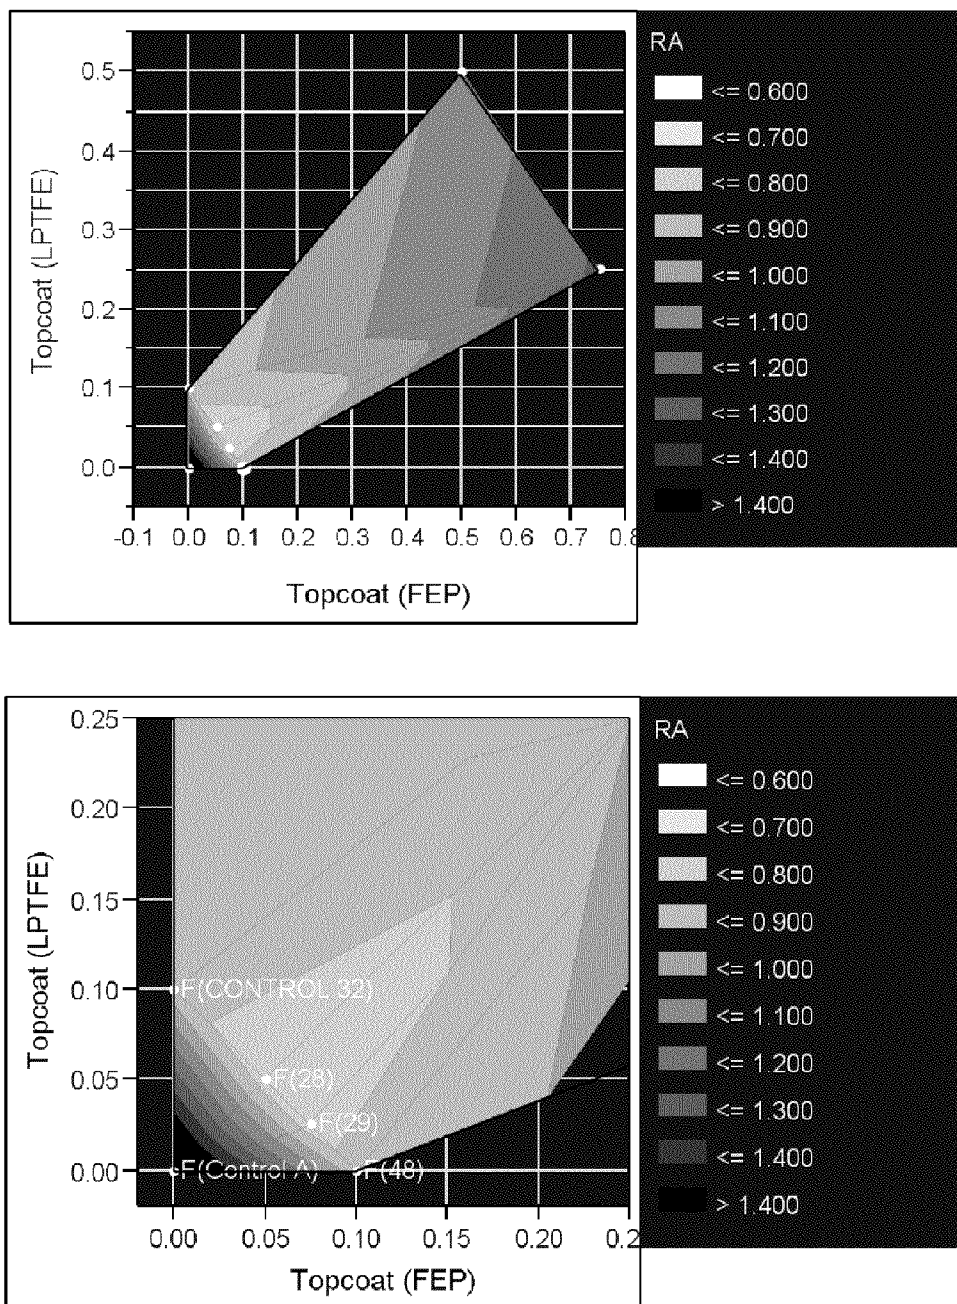 RA
<= 0.600
<= 0.700
<= 0.800
<= 0.900
<= 1.000
<= 1.100
<= 1.200
<= 1.300
<= 1.400
> 1.400
Topcoat (LPTFE)
0.5
0.4
0.3
0.2
0.1
0.0
-0.1 0.0 0.1 0.2 0.3 0.4 0.5 0.6 0.7 0.8
Topcoat (FEP)
RA
<= 0.600
<= 0.700
<= 0.800
<= 0.900
<= 1.000
<= 1.100
<= 1.200
<= 1.300
<= 1.400
> 1.400
Topcoat (LPTFE)
0.25
0.20
0.15
0.10
0.05
0.00
F(CONTROL 32)
F(28)
F(29)
F(Control A)
F(48)
0.00 0.05 0.10 0.15 0.20 0.2
Topcoat (FEP)